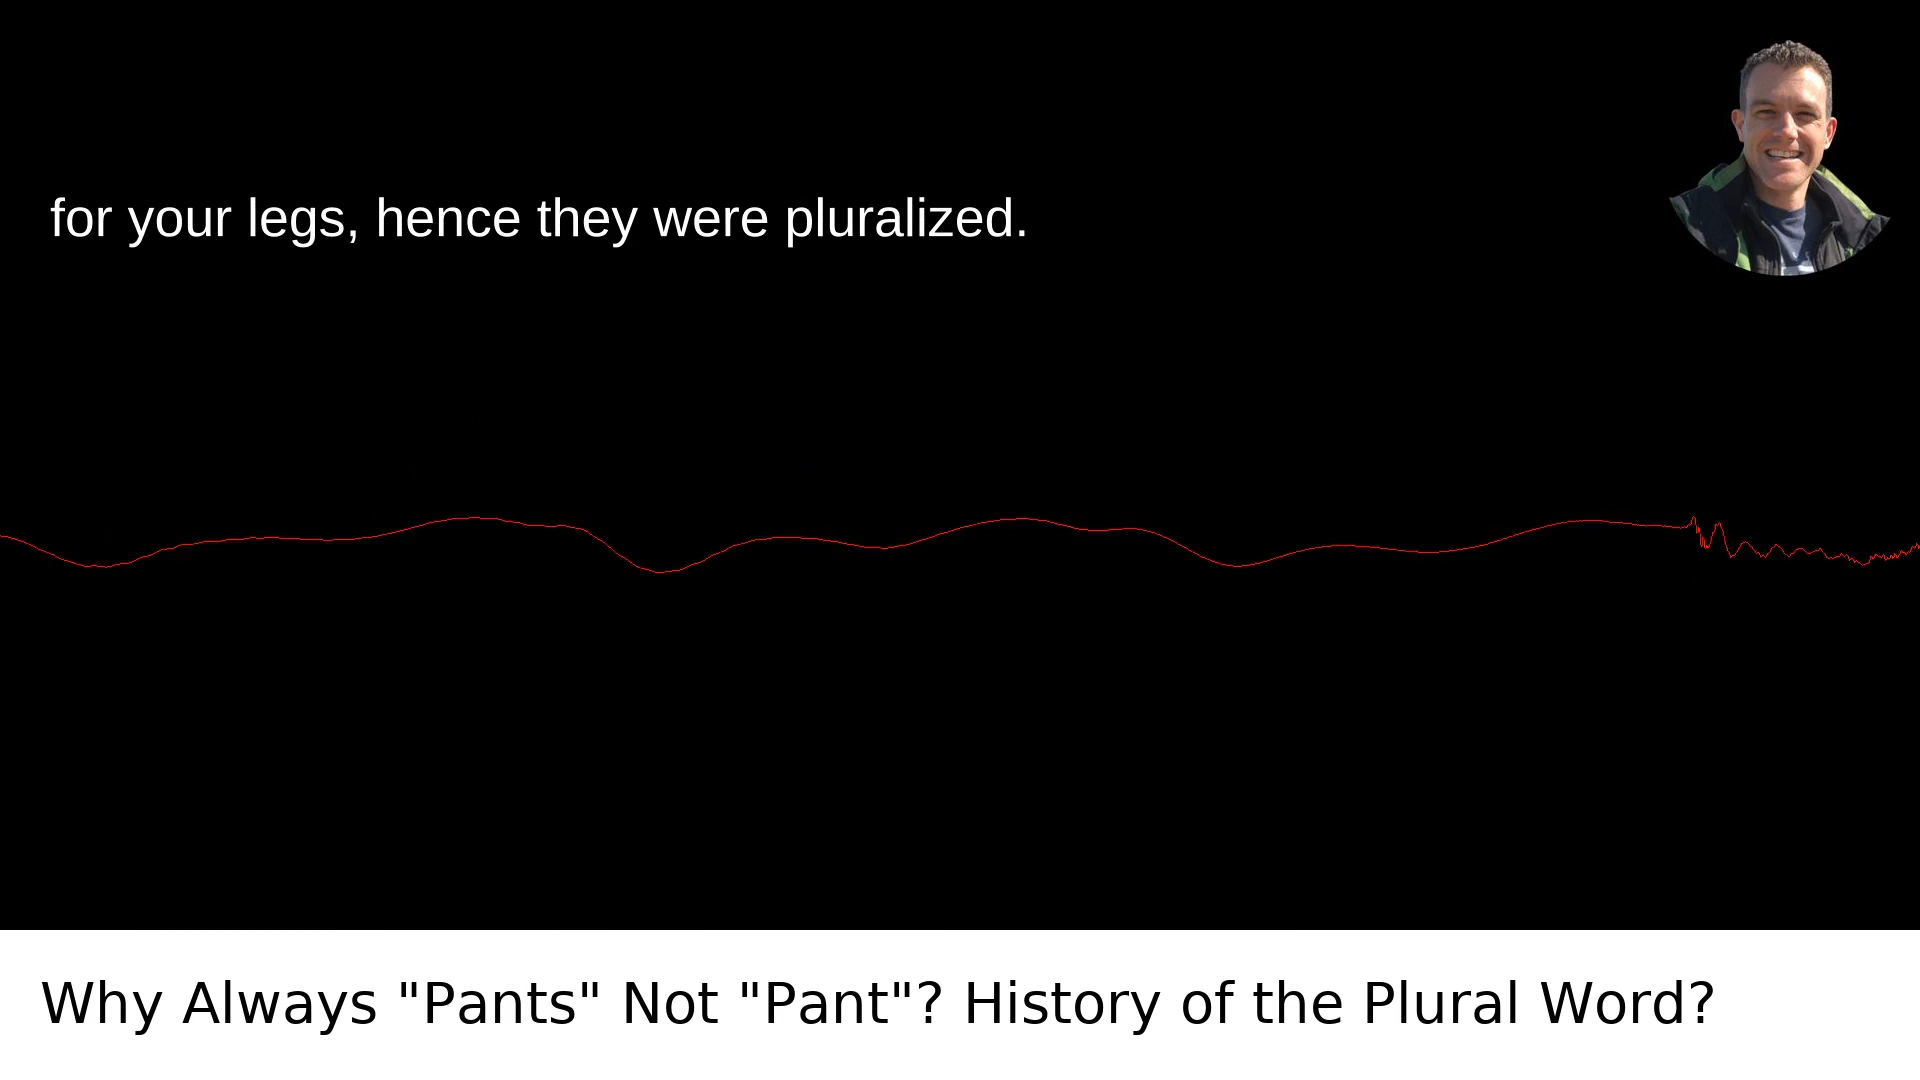 for your legs, hence they were pluralized.
Why Always "Pants" Not "Pant"? History of the Plural Word?